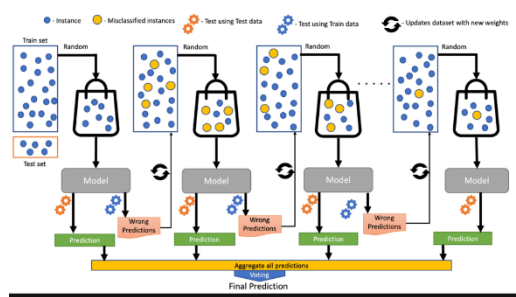 - Instance
- Misclassified instances
- Test using Test data
- Test using Train data
- Updates dataset with new weights
Train set
Random
Random
Random
Random
Test set
Model
Model
Model
Model
Wrong
Predictions
Wrong
Predictions
Wrong
Predictions
Prediction
Prediction
Prediction
Prediction
Aggregate all predictions
Voting
Final Prediction